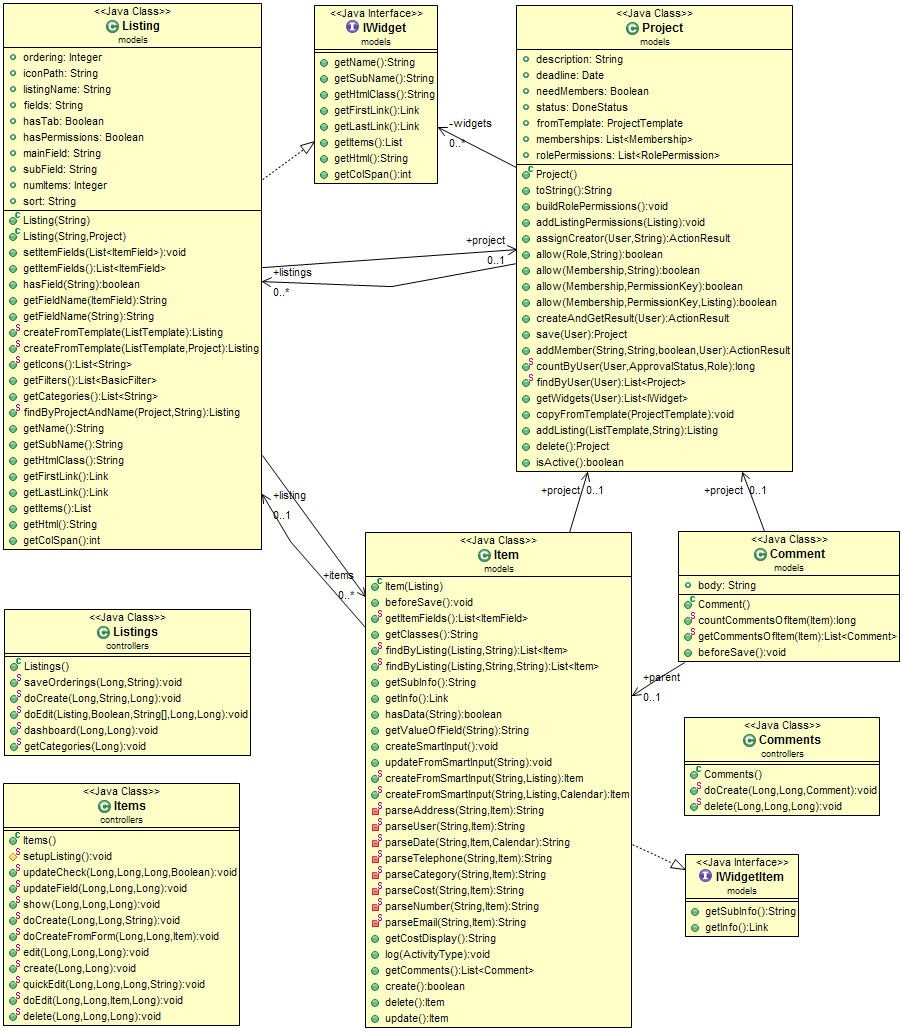 <<Java Class>>
Listing
models
ordering: Integer
iconPath: String
listingName: String
fields: String
hasTab: Boolean
hasPermissions: Boolean
mainField: String
subField: String
numItems: Integer
sort: String
Listing(String)
Listing(String,Project)
setItemFields(List<ItemField>):void
getItemFields():List<ItemField>
hasField(String):boolean
getFieldName(ItemField):String
getFieldName(String):String
createFromTemplate(ListTemplate):Listing
createFromTemplate(ListTemplate,Project):Listing
getIcons():List<String>
getFilters():List<BasicFilter>
getCategories():List<String>
findByProjectAndName(Project,String):Listing
getName():String
getSubName():String
getHtmlClass():String
getFirstLink():Link
getLastLink():Link
getItems():List
getHtml():String
getColSpan():int
<<Java Interface>>
IWidget
models
getName():String
getSubName():String
getHtmlClass():String
getFirstLink():Link
getLastLink():Link
getItems():List
getHtml():String
getColSpan():int
-widgets
0..*
<<Java Class>>
Project
models
description: String
deadline: Date
needMembers: Boolean
status: DoneStatus
fromTemplate: ProjectTemplate
memberships: List<Membership>
rolePermissions: List<RolePermission>
Project()
toString():String
buildRolePermissions():void
addListingPermissions(Listing):void
assignCreator(User,String):ActionResult
allow(Role,String):boolean
allow(Membership,String):boolean
allow(Membership,PermissionKey):boolean
allow(Membership,PermissionKey,Listing):boolean
createAndGetResult(User):ActionResult
save(User):Project
addMember(String,String,boolean,User):ActionResult
countByUser(User,ApprovalStatus,Role):long
findByUser(User):List<Project>
getWidgets(User):List<IWidget>
copyFromTemplate(ProjectTemplate):void
addListing(ListTemplate,String):Listing
delete():Project
isActive():boolean
+project
0..1
+listings
0..*
+listing
0..1
+items
0..*
+project 0..1
+project 0..1
<<Java Class>>
Item
models
Item(Listing)
beforeSave():void
getItemFields():List<ItemField>
getClasses():String
findByListing(Listing,String):List<Item>
findByListing(Listing,String,String):List<Item>
getSubInfo():String
getInfo():Link
hasData(String):boolean
getValueOfField(String):String
createSmartInput():void
updateFromSmartInput(String):void
createFromSmartInput(String,Listing):Item
createFromSmartInput(String,Listing,Calendar):Item
parseAddress(String,Item):String
parseUser(String,Item):String
parseDate(String,Item,Calendar):String
parseTelephone(String,Item):String
parseCategory(String,Item):String
parseCost(String,Item):String
parseNumber(String,Item):String
parseEmail(String,Item):String
getCostDisplay():String
log(ActivityType):void
getComments():List<Comment>
create():boolean
delete():Item
update():Item
<<Java Class>>
Comment
models
body: String
Comment()
countCommentsOfItem(Item):long
getCommentsOfItem(Item):List<Comment>
beforeSave():void
+parent
0..1
<<Java Class>>
Listings
controllers
Listings()
saveOrderings(Long,String):void
doCreate(Long,String,Long):void
doEdit(Listing,Boolean,String[],Long,Long):void
dashboard(Long,Long):void
getCategories(Long):void
<<Java Class>>
Comments
controllers
Comments()
doCreate(Long,Long,Comment):void
delete(Long,Long,Long):void
<<Java Class>>
Items
controllers
Items()
setupListing():void
updateCheck(Long,Long,Long,Boolean):void
updateField(Long,Long,Long):void
show(Long,Long,Long):void
doCreate(Long,Long,String):void
doCreateFromForm(Long,Long,Item):void
edit(Long,Long,Long):void
create(Long,Long):void
quickEdit(Long,Long,Long,String):void
doEdit(Long,Long,Item,Long):void
delete(Long,Long,Long):void
<<Java Interface>>
IWidgetItem
models
getSubInfo():String
getInfo():Link